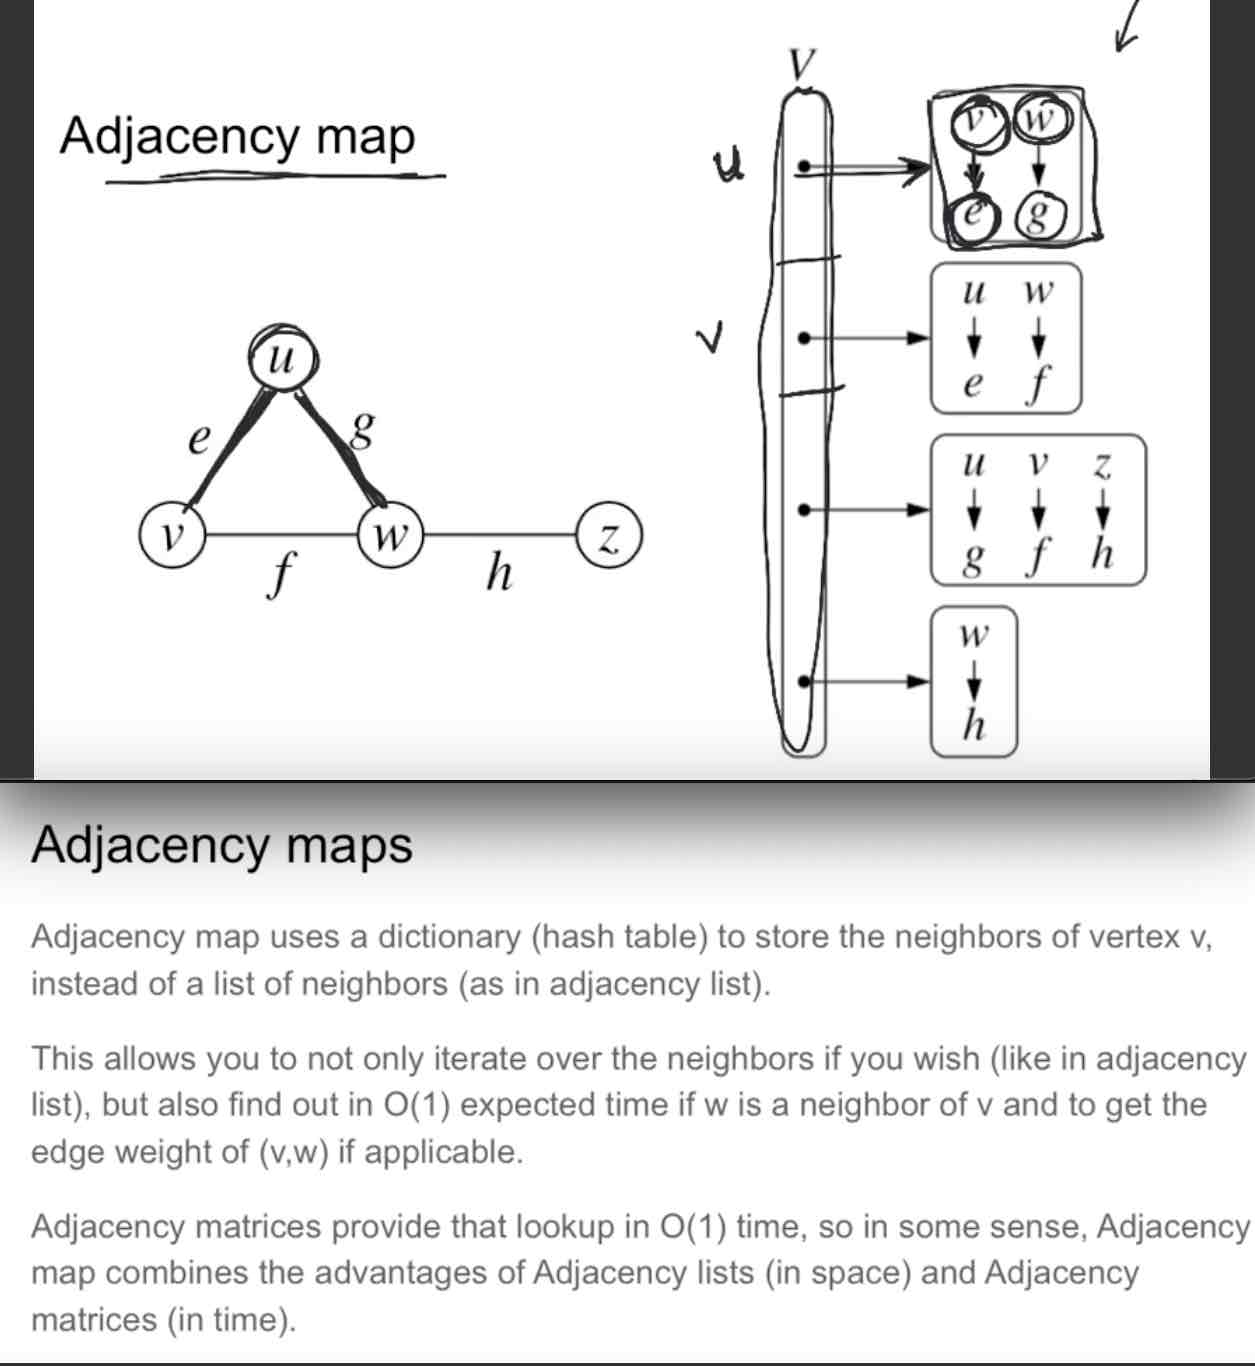 Adjacency map
V
u
v w
e g
v
u w
e f
u v z
g f h
w
h
u
e g
v w z
f h
Adjacency maps
Adjacency map uses a dictionary (hash table) to store the neighbors of vertex v,
instead of a list of neighbors (as in adjacency list).
This allows you to not only iterate over the neighbors if you wish (like in adjacency
list), but also find out in O(1) expected time if w is a neighbor of v and to get the
edge weight of (v,w) if applicable.
Adjacency matrices provide that lookup in O(1) time, so in some sense, Adjacency
map combines the advantages of Adjacency lists (in space) and Adjacency
matrices (in time).